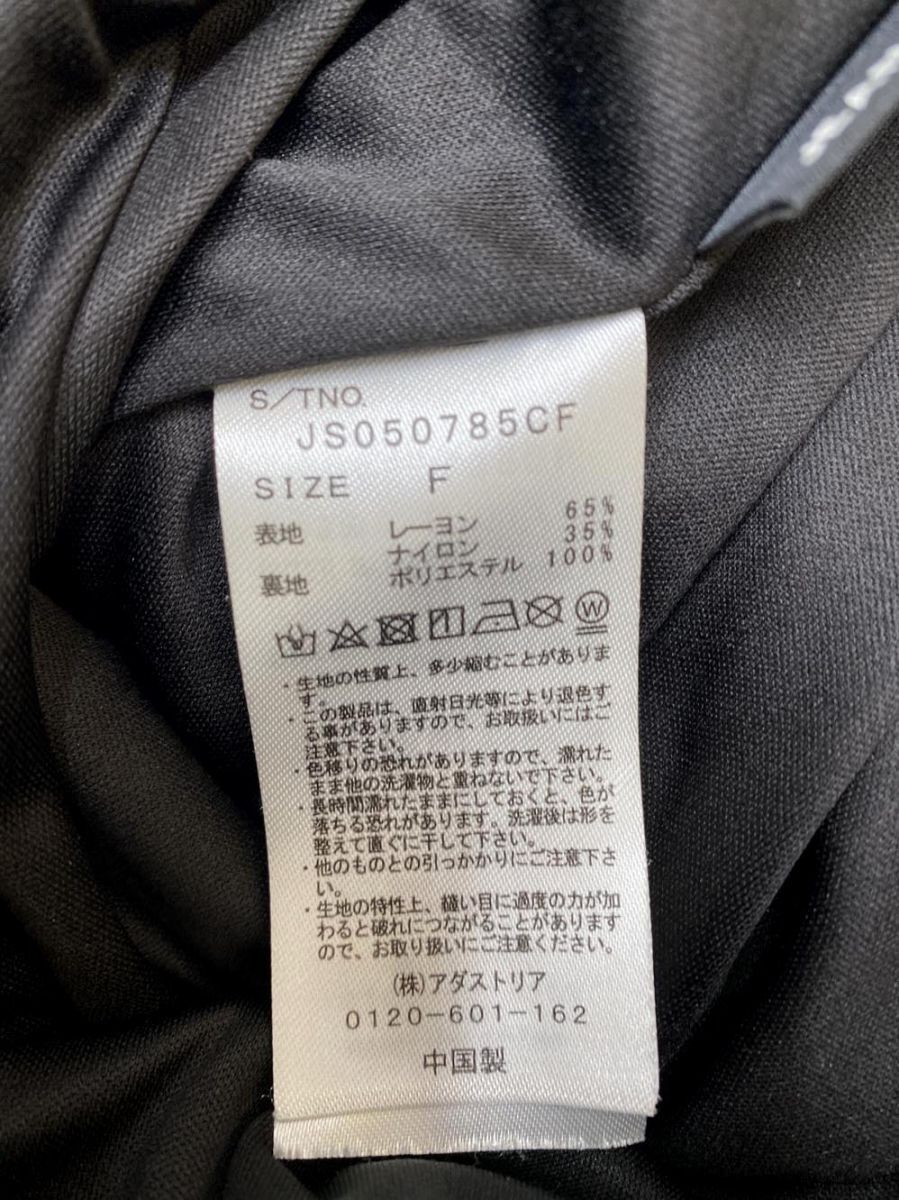 S/TNO.
JS050785CF
SIZE F
表地 レーヨン 65%
ナイロン 35%
裏地 ポリエステル 100%
W
・生地の性質上、多少縮むことがありま
す。
・この製品は、直射日光等により退色す
る事がありますので、お取扱いにはご
注意下さい。
・色移りの恐れがありますので、濡れた
まま他の洗濯物と重ねないで下さい。
・長時間濡れたままにしておくと、色が
落ちる恐れがあります。洗濯後は形を
整えて直ぐに干して下さい。
・他のものとの引っかかりにご注意下さ
い。
・生地の特性上、縫い目に過度の力が加
わると破れにつながることがあります
ので、お取り扱いにご注意ください。
(株)アダストリア
0120-601-162
中国製